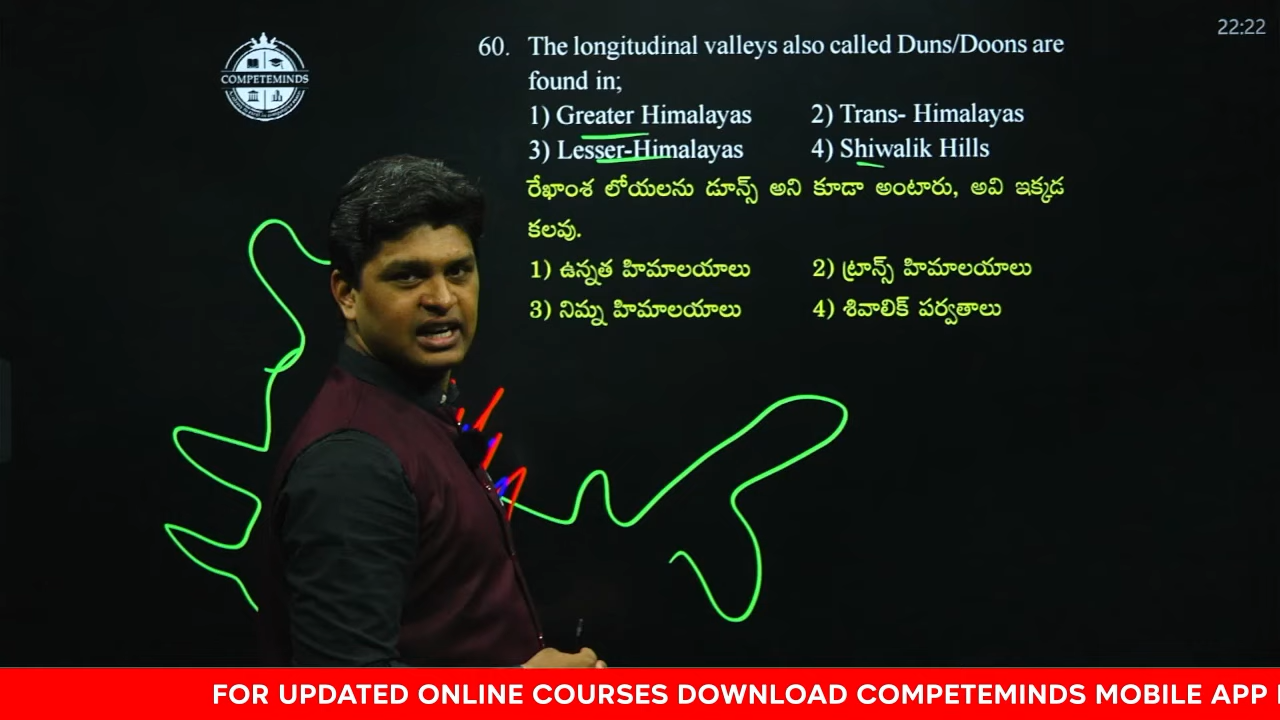 22:22
COMPETEMINDS
60. The longitudinal valleys also called Duns/Doons are
found in;
1) Greater Himalayas 2) Trans- Himalayas
3) Lesser-Himalayas 4) Shiwalik Hills
రేఖాంశ లోయలను డూన్స్ అని కూడా అంటారు, అవి ఇక్కడ
కలవు.
1) ఉన్నత హిమాలయాలు 2) ట్రాన్స్ హిమాలయాలు
3) నిమ్న హిమాలయాలు 4) శివాలిక్ పర్వతాలు
FOR UPDATED ONLINE COURSES DOWNLOAD COMPETEMINDS MOBILE APP